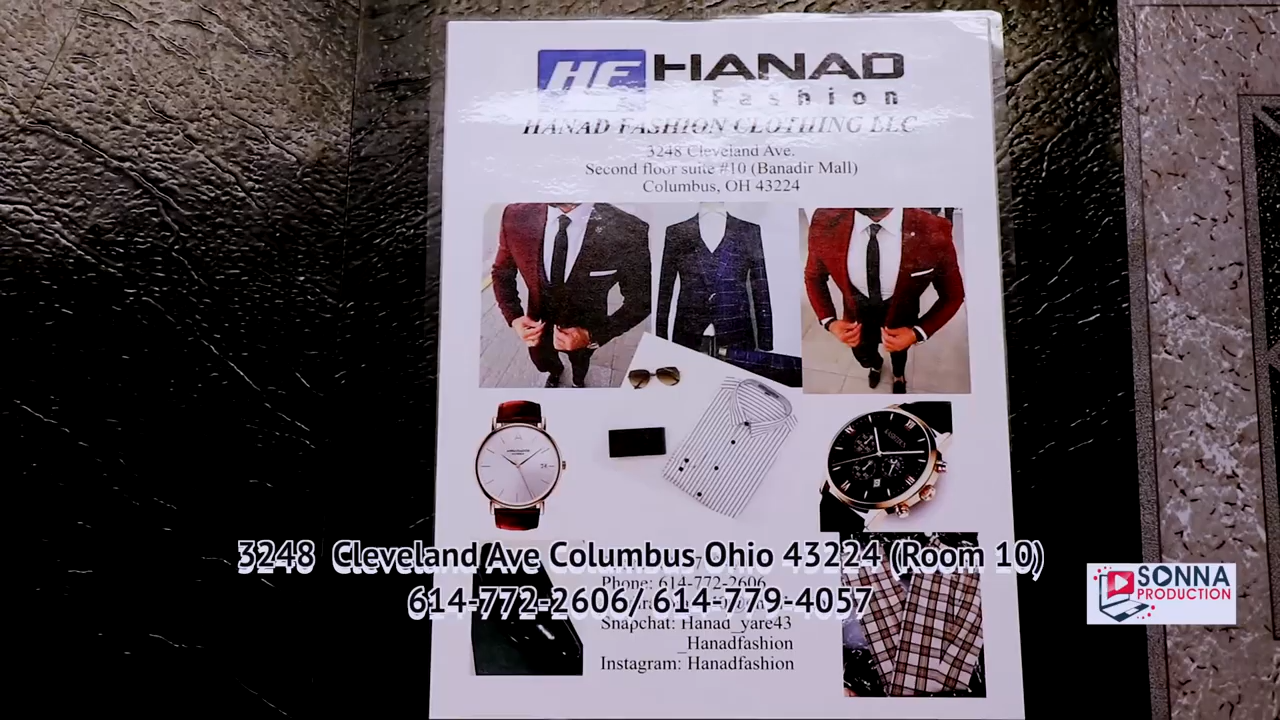 HF HANAD
Fashion
HANAD FASHION CLOTHING LLC
3248 Cleveland Ave.
Second floor suite #10 (Banadir Mall)
Columbus, OH 43224
3248 Cleveland Ave Columbus Ohio 43224 (Room 10)
Phone: 614-772-2606
614-772-2606/ 614-779-4057
Snapchat: Hanad_yare43
_Hanadfashion
Instagram: Hanadfashion
SONNA
PRODUCTION